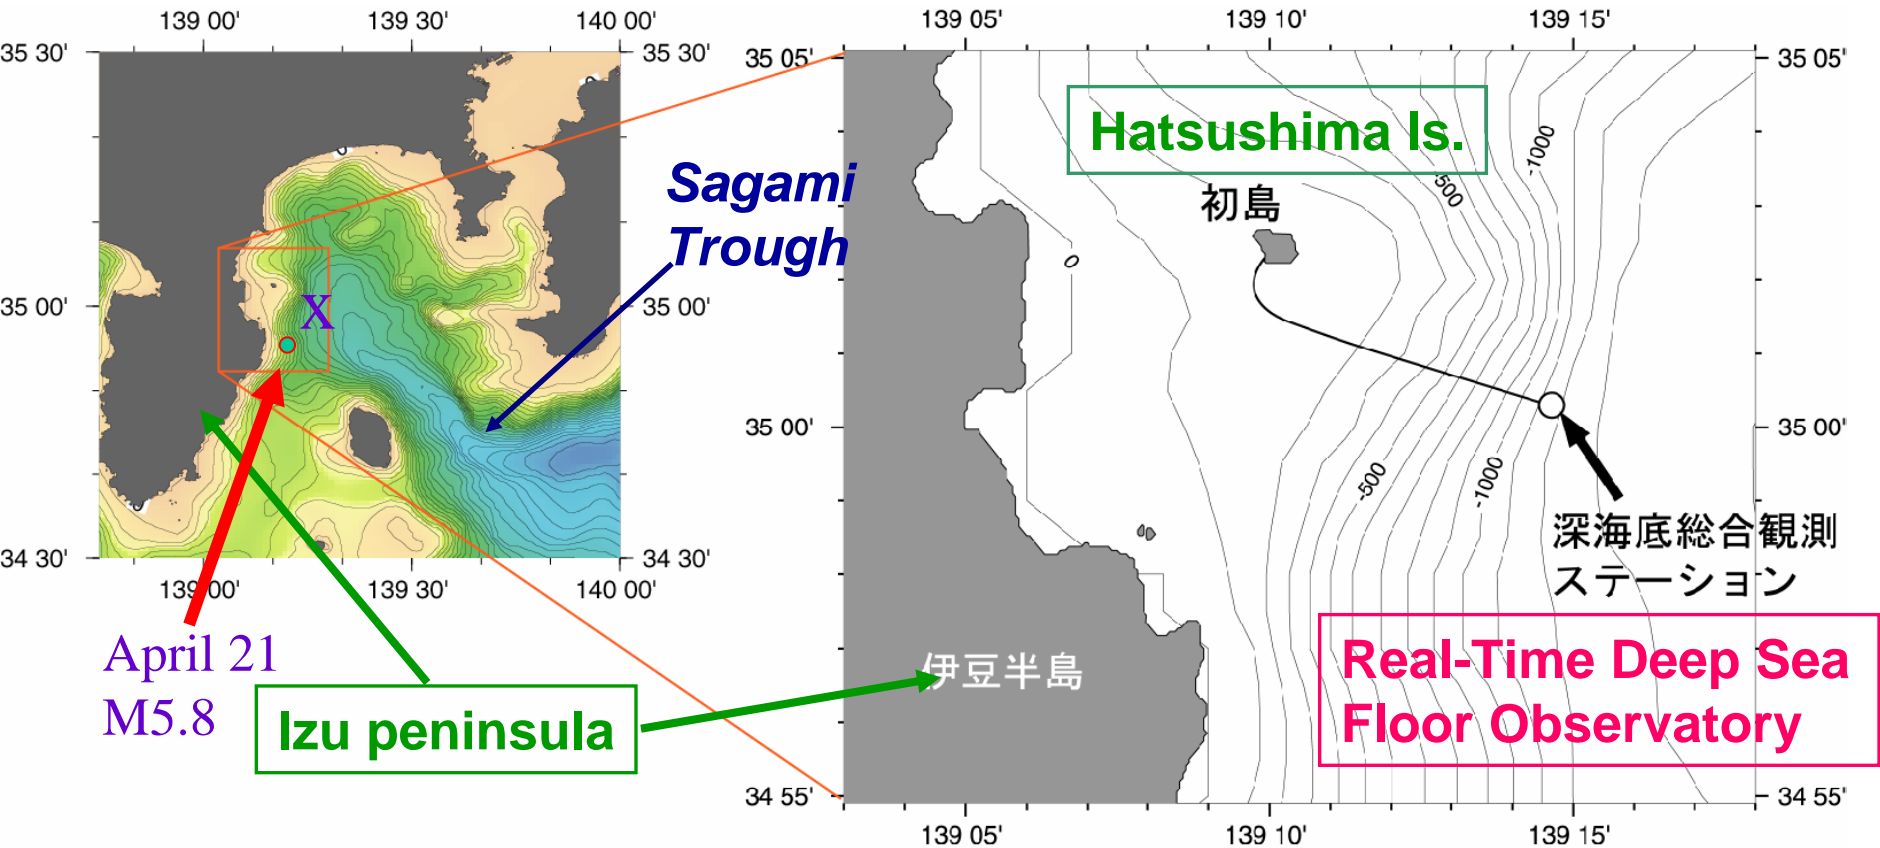 139 00'
139 30'
140 00'
35 30'
35 30'
35 00'
35 00'
34 30'
34 30'
139 00'
139 30'
140 00'
0
0
0
X
Sagami
Trough
April 21
M5.8
Izu peninsula
139 05'
139 10'
139 15'
35 05'
35 05'
Hatsushima Is.
初島
-1000
-500
0
35 00'
35 00'
-500
-1000
深海底総合観測
ステーション
伊豆半島
Real-Time Deep Sea
Floor Observatory
34 55'
34 55'
139 05'
139 10'
139 15'